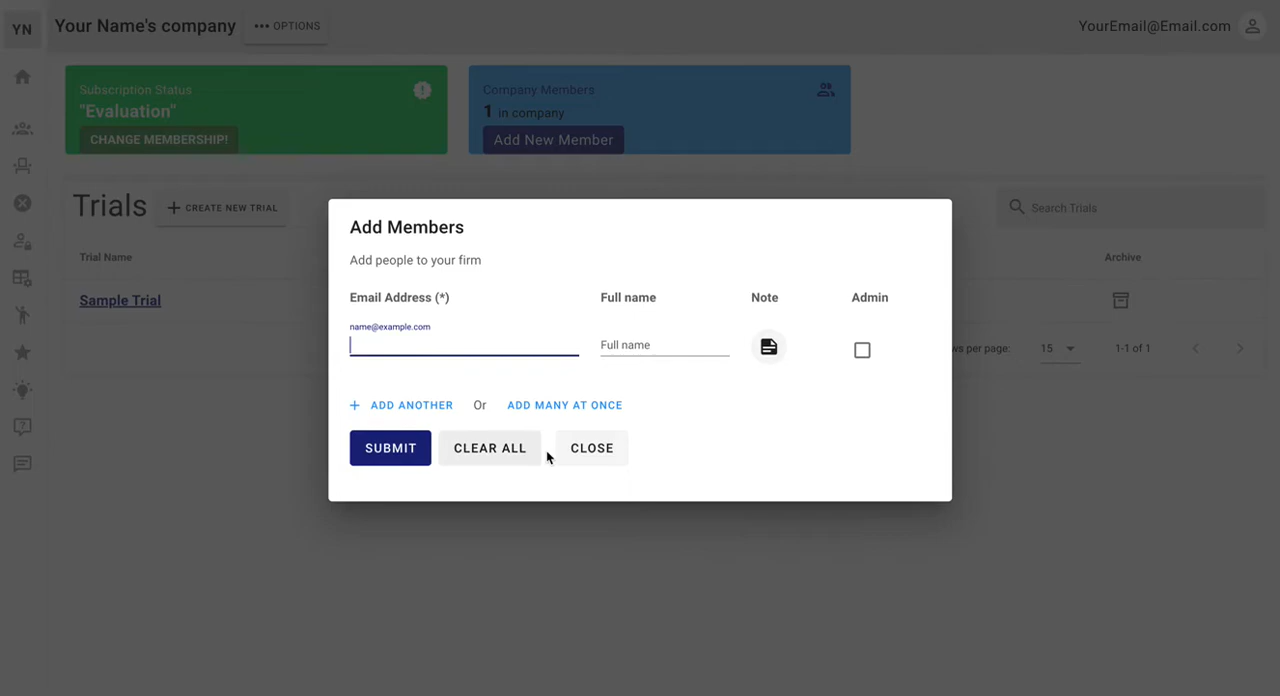 YN
Your Name's company
••• OPTIONS
YourEmail@Email.com
Subscription Status
"Evaluation"
CHANGE MEMBERSHIP!
Company Members
1 in company
Add New Member
Trials
+ CREATE NEW TRIAL
Search Trials
Trial Name
Archive
Sample Trial
ws per page:
15
1-1 of 1
Add Members
Add people to your firm
Email Address (*)
Full name
Note
Admin
name@example.com
Full name
+ ADD ANOTHER
Or
ADD MANY AT ONCE
SUBMIT
CLEAR ALL
CLOSE